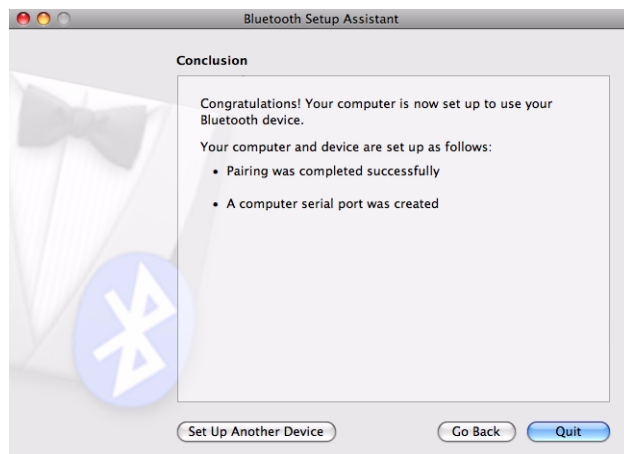 Bluetooth Setup Assistant
Conclusion
Congratulations! Your computer is now set up to use your
Bluetooth device.
Your computer and device are set up as follows:
• Pairing was completed successfully
• A computer serial port was created
Set Up Another Device
Go Back
Quit